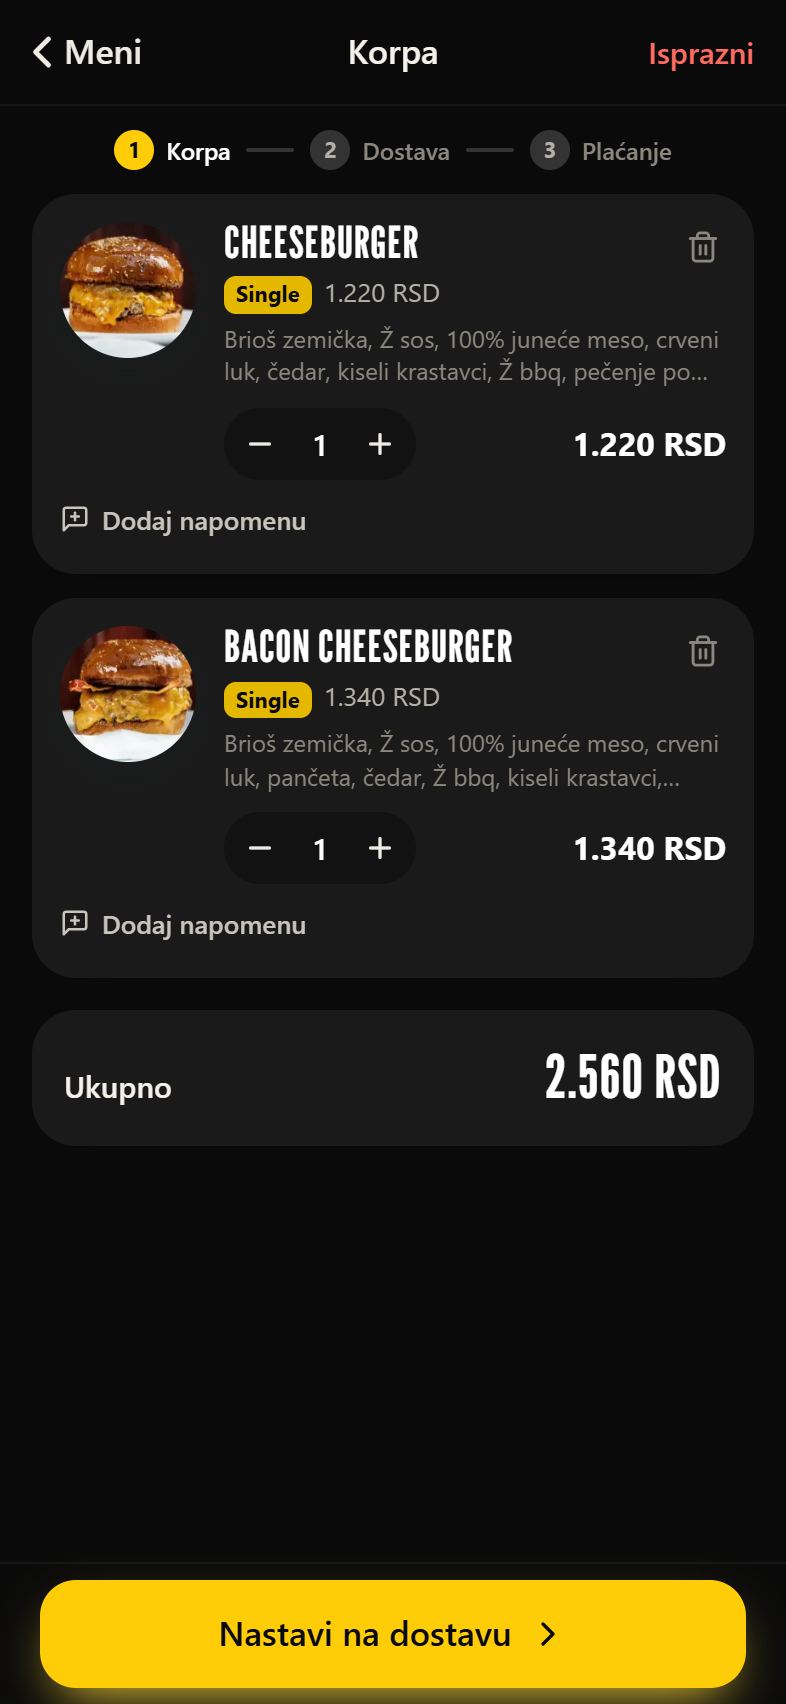 Meni
Korpa
Isprazni
1 Korpa
2 Dostava
3 Plaćanje
CHEESEBURGER
Single 1.220 RSD
Brioš zemička, Ž sos, 100% juneće meso, crveni
luk, čedar, kiseli krastavci, Ž bbq, pečenje po...
1
1.220 RSD
Dodaj napomenu
BACON CHEESEBURGER
Single 1.340 RSD
Brioš zemička, Ž sos, 100% juneće meso, crveni
luk, pančeta, čedar, Ž bbq, kiseli krastavci,...
1
1.340 RSD
Dodaj napomenu
Ukupno
2.560 RSD
Nastavi na dostavu